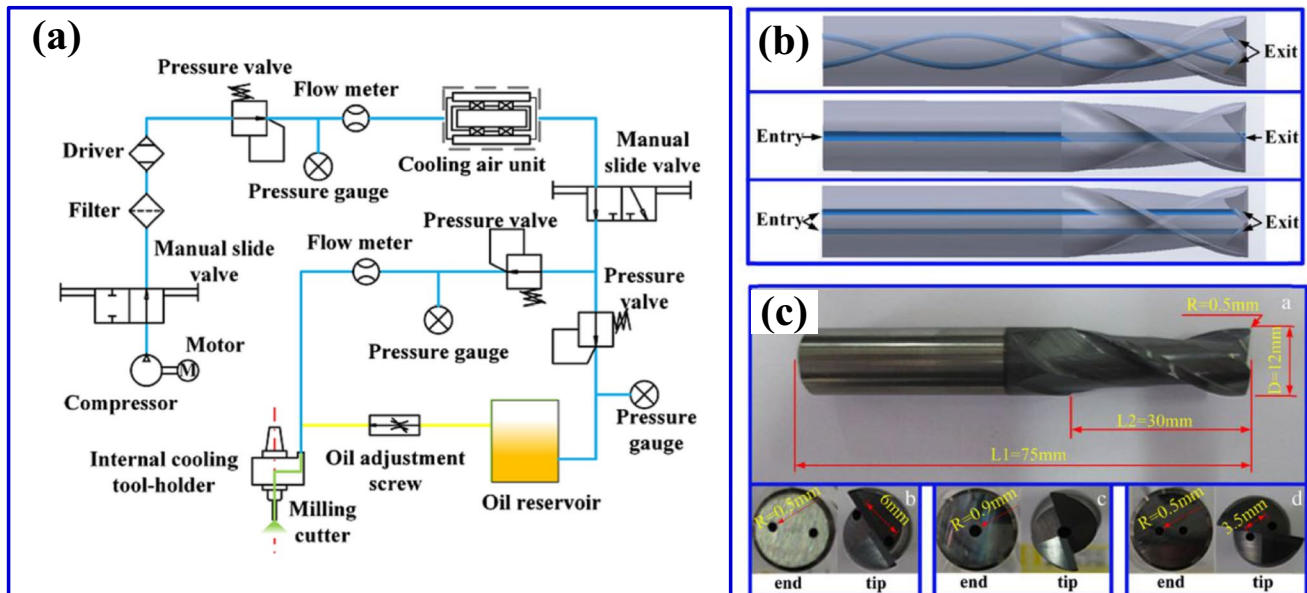 (a)
Pressure valve
Flow meter
Driver
Cooling air unit
Manual
slide valve
Pressure gauge
Filter
Pressure valve
Flow meter
Manual slide
valve
Pressure
valve
Pressure gauge
Motor
M
Compressor
Pressure
gauge
Internal cooling
tool-holder
Oil adjustment
screw
Oil reservoir
Milling
cutter
(b)
Exit
Entry
Exit
Entry
Exit
(c)
R=0.5mm
a
D=12mm
L2=30mm
L1=75mm
R=0.5mm
6mm
b
end
tip
R=0.9mm
c
end
tip
R=0.5mm
3.5mm
d
end
tip